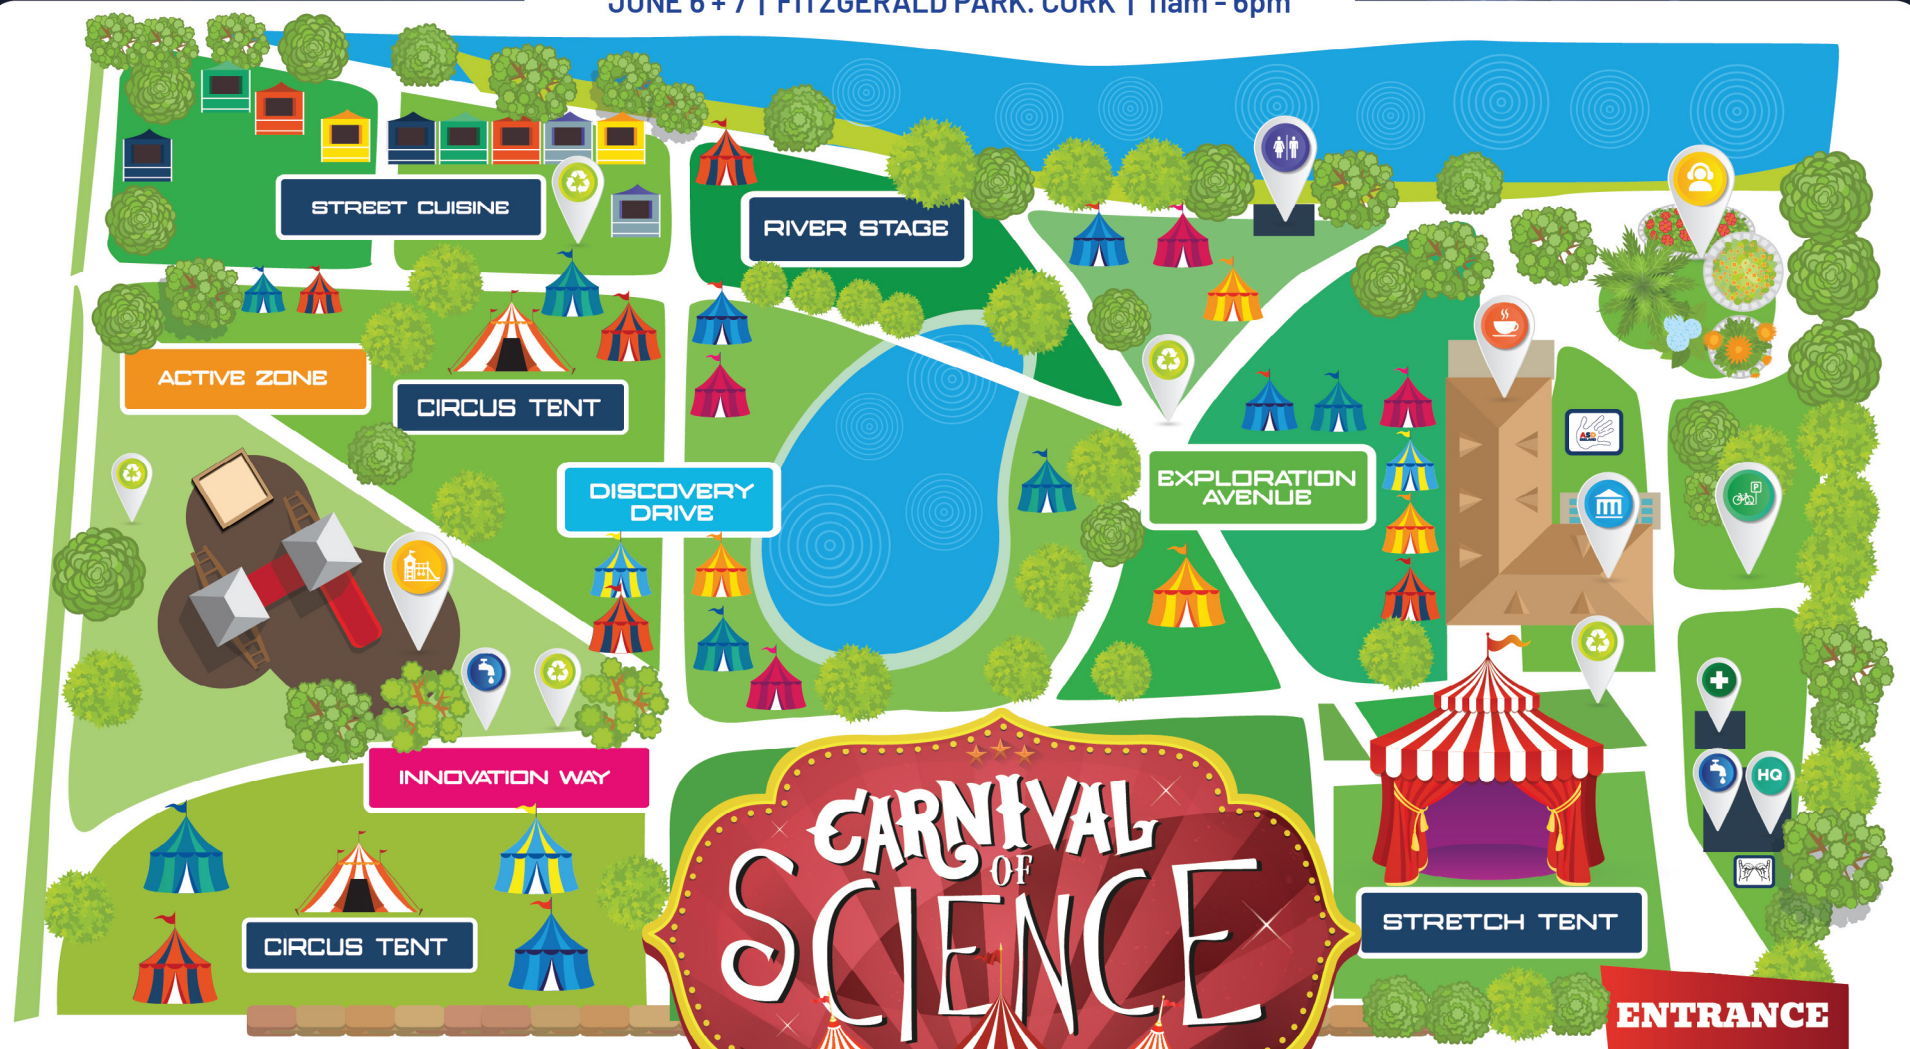 JUNE 6 + 7 | FITZGERALD PARK. CORK | 11am - 6pm
STREET CUISINE
RIVER STAGE
ACTIVE ZONE
CIRCUS TENT
DISCOVERY
DRIVE
EXPLORATION
AVENUE
ASD
P
INNOVATION WAY
HQ
CARNIVAL
OF
SCIENCE
CIRCUS TENT
STRETCH TENT
ENTRANCE